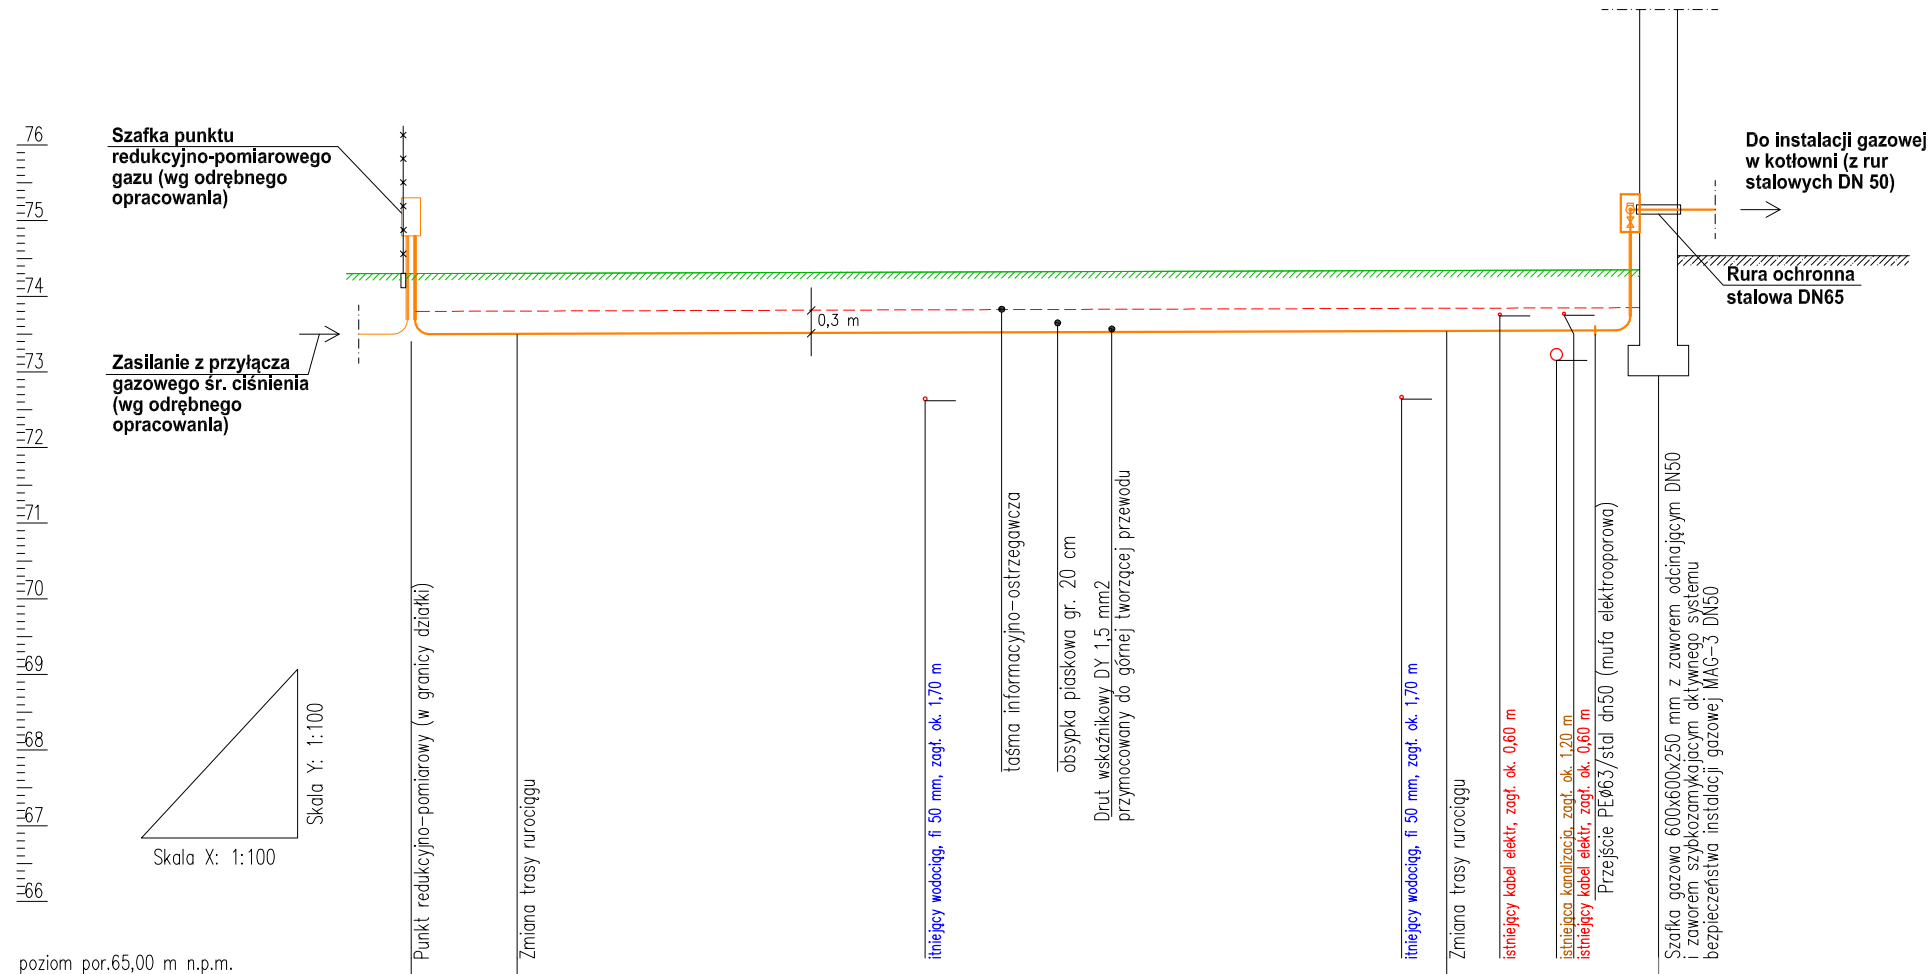 Szafka punktu
redukcyjno-pomiarowego
gazu (wg odrębnego
opracowania)
Do instalacji gazowej
w kotłowni (z rur
stalowych DN 50)
76
75
74
73
72
71
70
69
68
67
66
Rura ochronna
stalowa DN65
0,3 m
Zasilanie z przyłącza
gazowego śr. ciśnienia
(wg odrębnego
opracowania)
Punkt redukcyjno-pomiarowy (w granicy działki)
Zmiana trasy rurociągu
itniejący wodociąg, fi 50 mm, zagł. ok. 1,70 m
taśma informacyjno-ostrzegawcza
obsypka piaskowa gr. 20 cm
Drut wskaźnikowy DY 1,5 mm2
przymocowany do górnej tworzącej przewodu
itniejący wodociąg, fi 50 mm, zagł. ok. 1,70 m
Zmiana trasy rurociągu
istniejący kabel elektr, zagł. ok. 0,60 m
istniejąca kanalizacja, zagł. ok. 1,20 m
istniejący kabel elektr, zagł. ok. 0,60 m
Przejście PEø63/stal dn50 (mufa elektrooporowa)
Szafka gazowa 600x600x250 mm z zaworem odcinającym DN50
i zaworem szybkozamykającym aktywnego systemu
bezpieczeństwa instalacji gazowej MAG-3 DN50
Skala Y: 1:100
Skala X: 1:100
poziom por.65,00 m n.p.m.